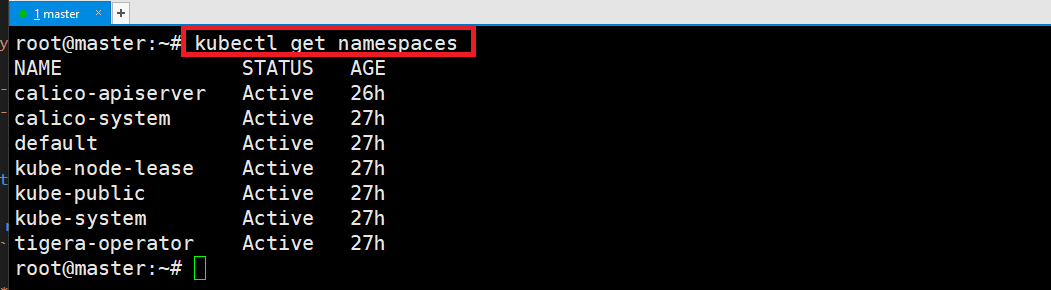 1 master
root@master:~# kubectl get namespaces
NAME STATUS AGE
calico-apiserver Active 26h
calico-system Active 27h
default Active 27h
kube-node-lease Active 27h
kube-public Active 27h
kube-system Active 27h
tigera-operator Active 27h
root@master:~#